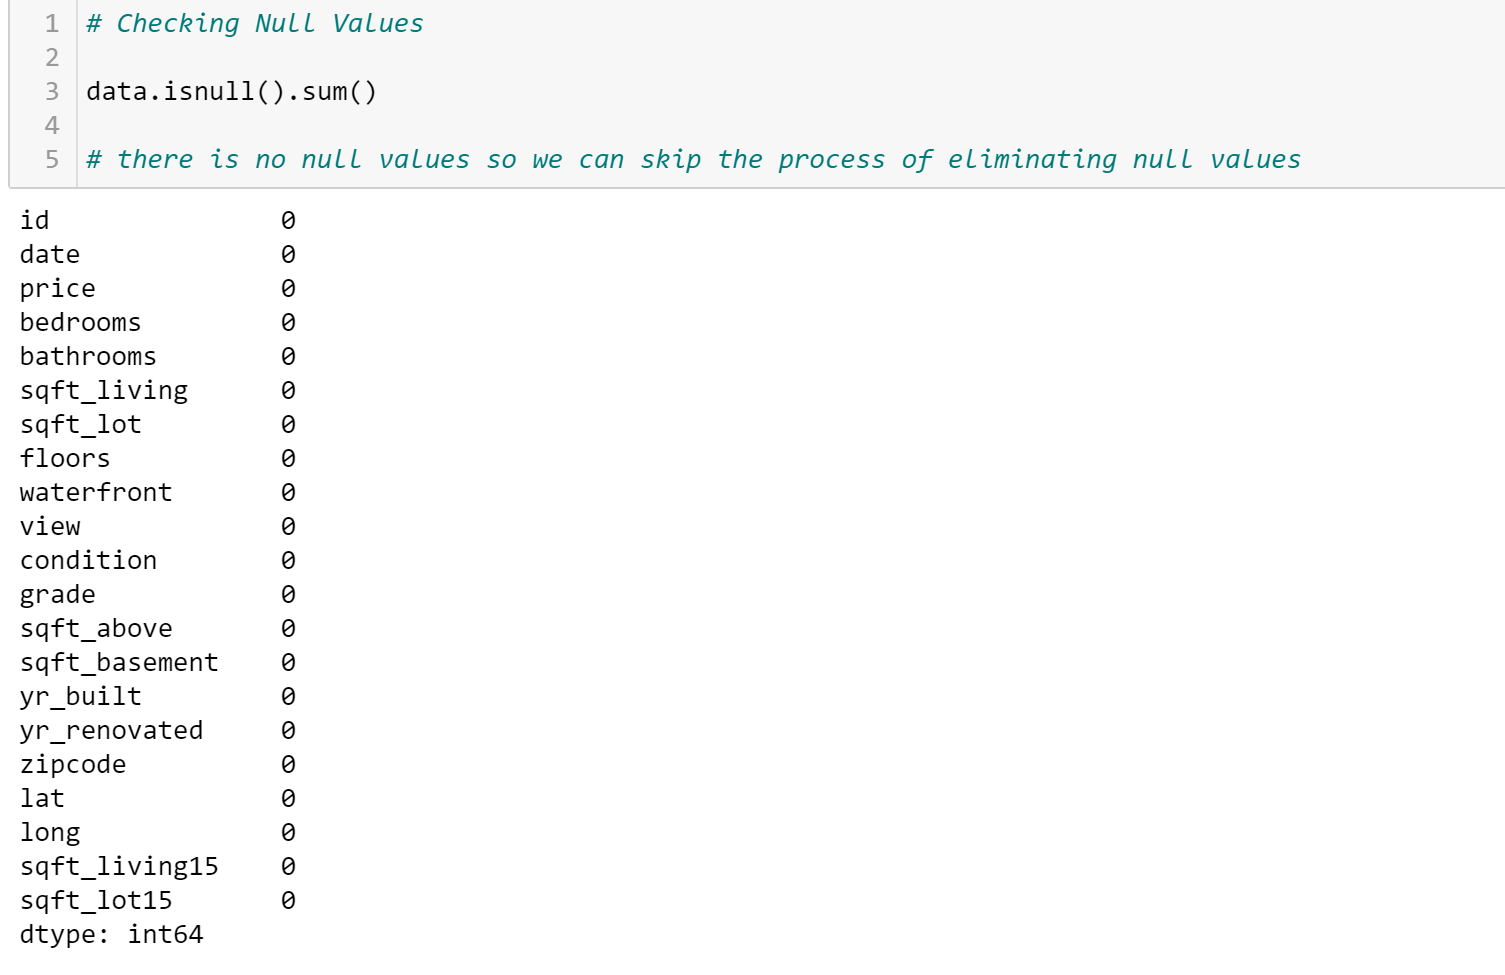 1 # Checking Null Values
2
3 data.isnull().sum()
4
5 # there is no null values so we can skip the process of eliminating null values
id 0
date 0
price 0
bedrooms 0
bathrooms 0
sqft_living 0
sqft_lot 0
floors 0
waterfront 0
view 0
condition 0
grade 0
sqft_above 0
sqft_basement 0
yr_built 0
yr_renovated 0
zipcode 0
lat 0
long 0
sqft_living15 0
sqft_lot15 0
dtype: int64